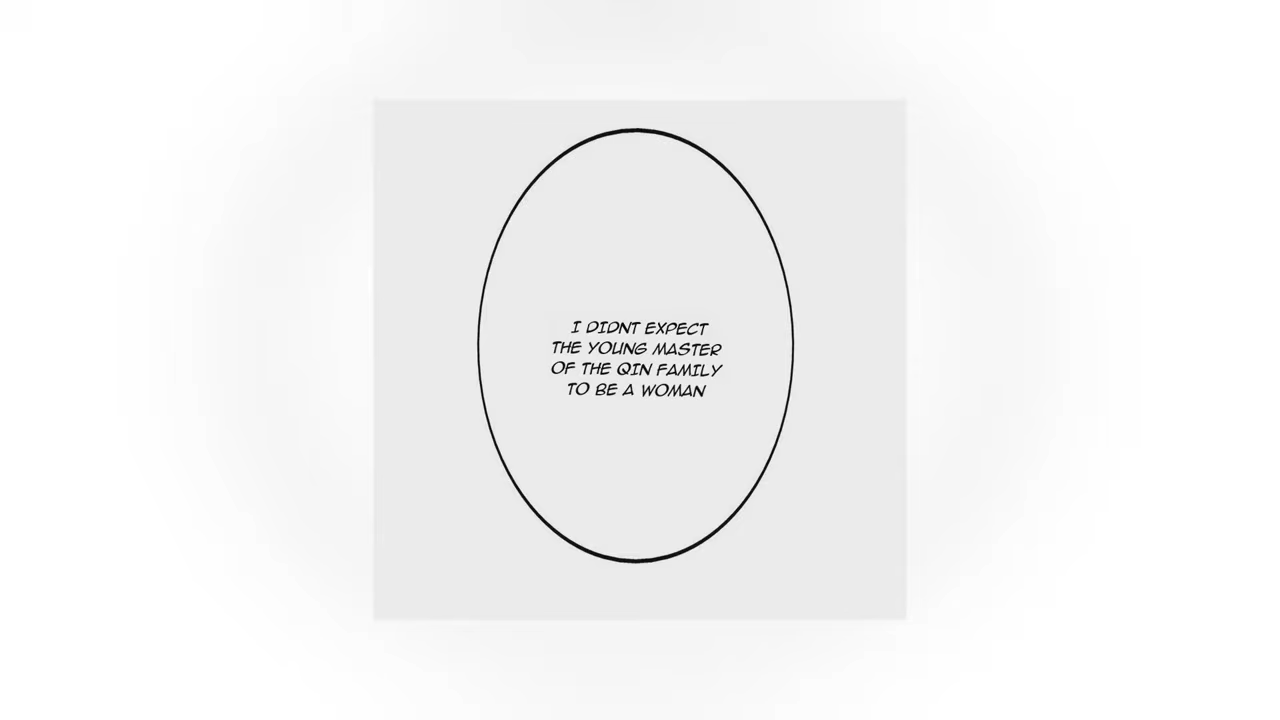 I DIDNT EXPECT
THE YOUNG MASTER
OF THE QIN FAMILY
TO BE A WOMAN